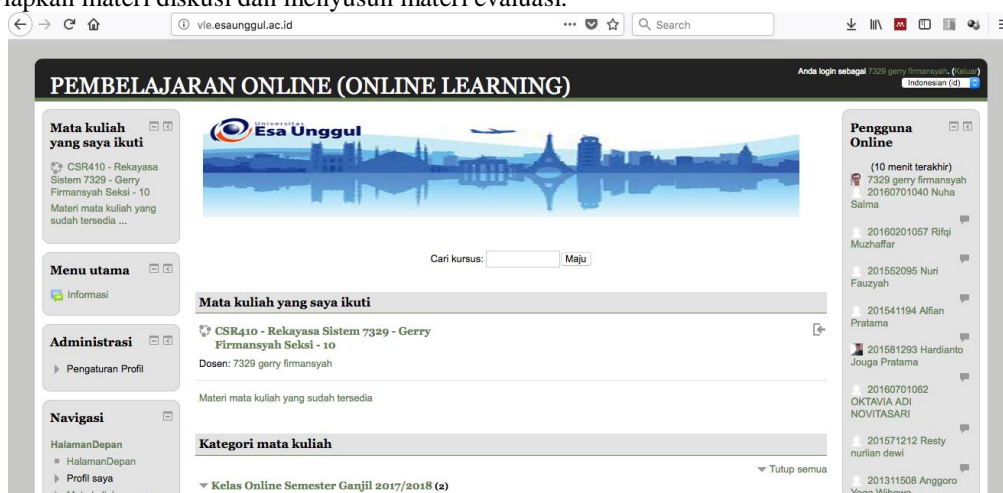 apkan materi diskusi dan menyusun materi evaluasi.
vle.esaunggul.ac.id
Search
PEMBELAJARAN ONLINE (ONLINE LEARNING)
Anda login sebagai 7329 gerry firmansyah. (Keluar)
Indonesian (id)
Mata kuliah
yang saya ikuti
CSR410 - Rekayasa
Sistem 7329 - Gerry
Firmansyah Seksi - 10
Materi mata kuliah yang
sudah tersedia ...
Menu utama
Informasi
Administrasi
Pengaturan Profil
Navigasi
HalamanDepan
HalamanDepan
Profil saya
Universitas
Esa Unggul
Cari kursus:
Maju
Mata kuliah yang saya ikuti
CSR410 - Rekayasa Sistem 7329 - Gerry
Firmansyah Seksi - 10
Dosen: 7329 gerry firmansyah
Materi mata kuliah yang sudah tersedia
Kategori mata kuliah
Tutup semua
Kelas Online Semester Ganjil 2017/2018 (2)
Pengguna
Online
(10 menit terakhir)
7329 gerry firmansyah
20160701040 Nuha
Salma
20160201057 Rifqi
Muzhaffar
201552095 Nuri
Fauzyah
201541194 Alfian
Pratama
201581293 Hardianto
Jouga Pratama
20160701062
OKTAVIA ADI
NOVITASARI
201571212 Resty
nurlian dewi
201311508 Anggoro